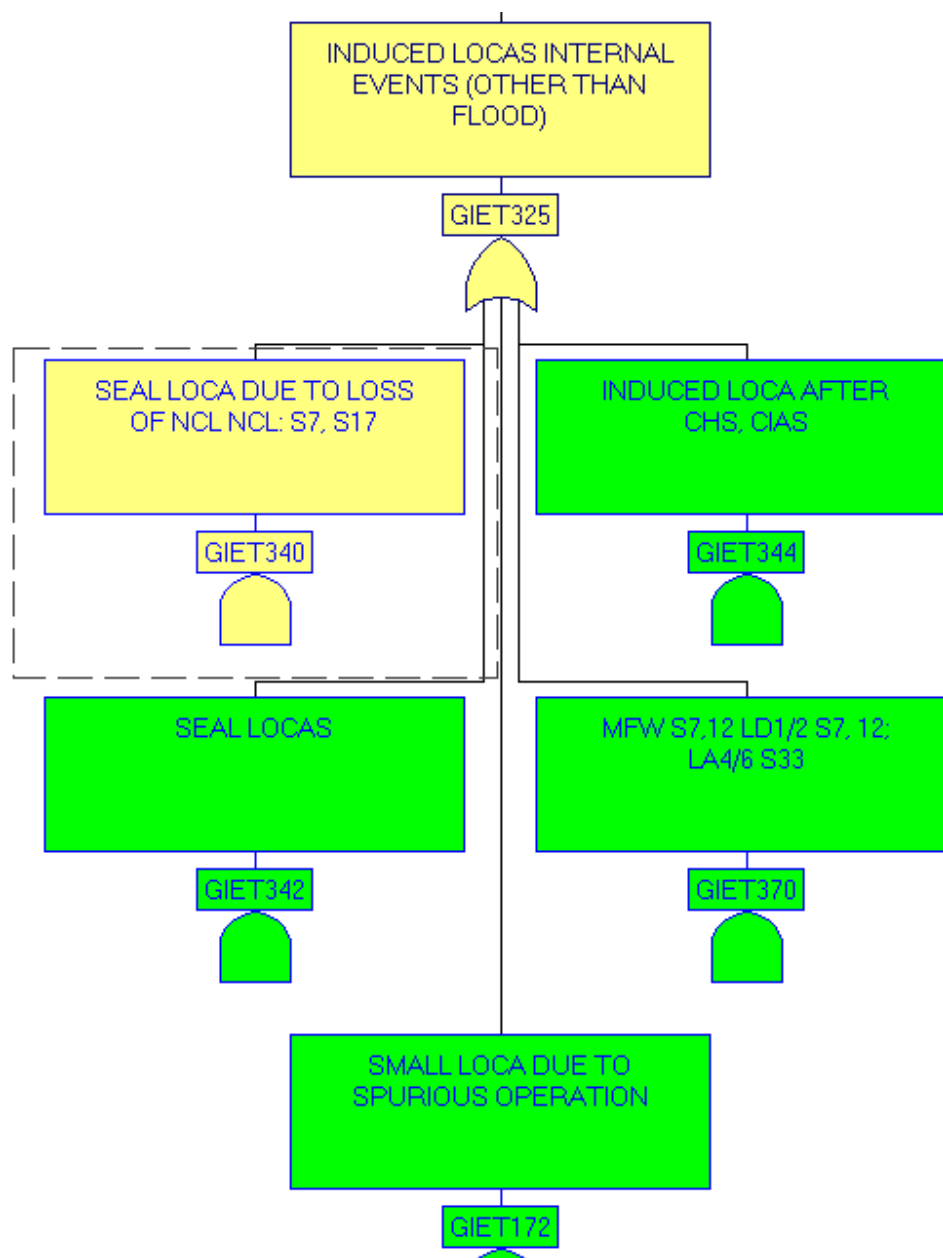 INDUCED LOCAS INTERNAL
EVENTS (OTHER THAN
FLOOD)
GIET325
SEAL LOCA DUE TO LOSS
OF NCL NCL: S7, S17
GIET340
INDUCED LOCA AFTER
CHS, CIAS
GIET344
SEAL LOCAS
GIET342
MFW S7,12 LD1/2 S7, 12;
LA4/6 S33
GIET370
SMALL LOCA DUE TO
SPURIOUS OPERATION
GIET172